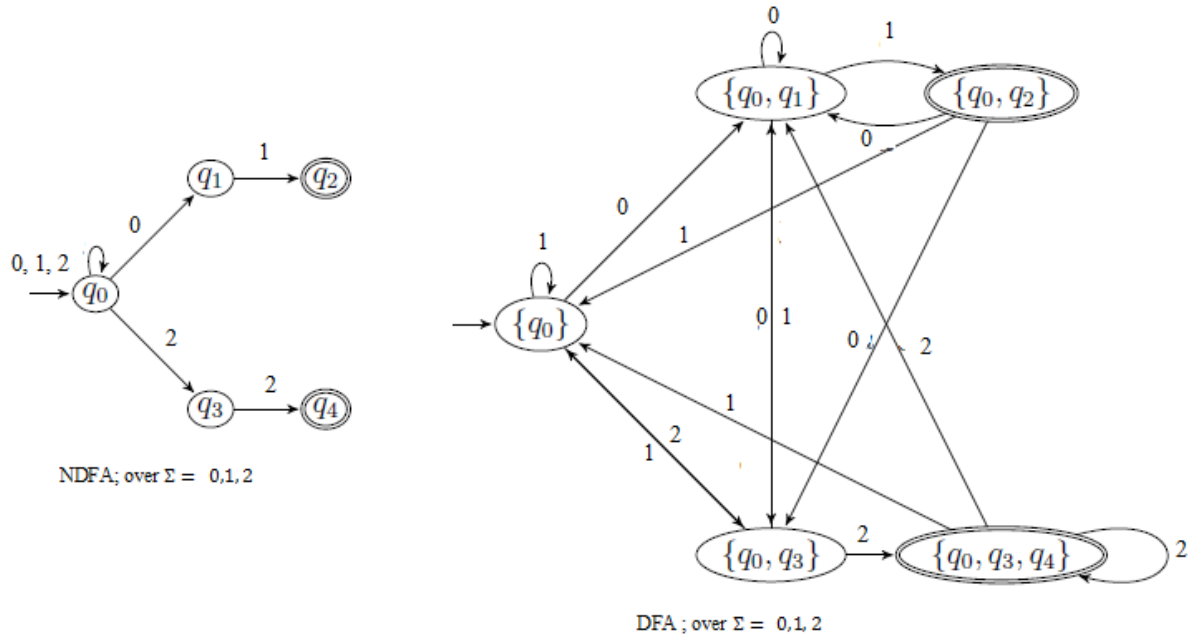 0
1
{q₀, q₁}
{q₀, q₂}
0
1
q₁
q₂
0
0
1
1
0, 1, 2
q₀
{q₀}
0
1
0
2
2
2
1
2
1
2
q₃
q₄
{q₀, q₃}
2
{q₀, q₃, q₄}
2
NDFA; over Σ = 0,1,2
DFA ; over Σ = 0,1,2